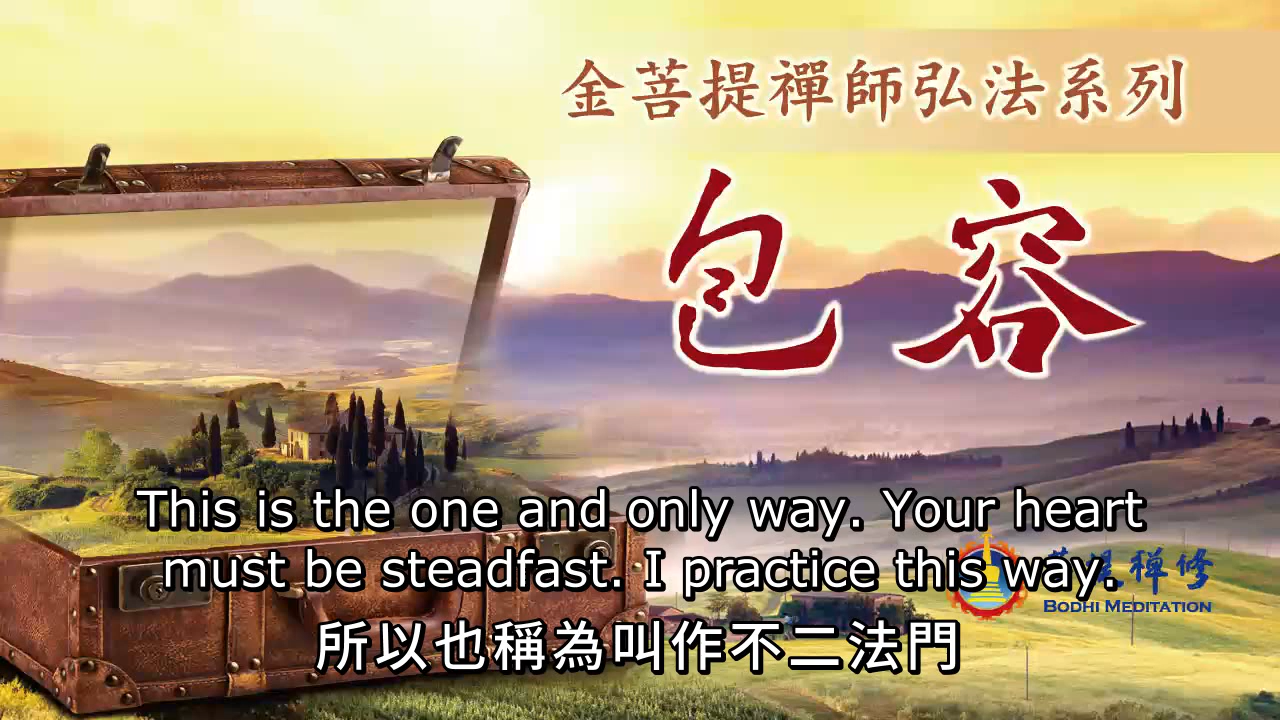 金菩提禪師弘法系列
包容
This is the one and only way. Your heart
must be steadfast. I practice this way.
禪修
BODHI MEDITATION
所以也稱為叫作不二法門